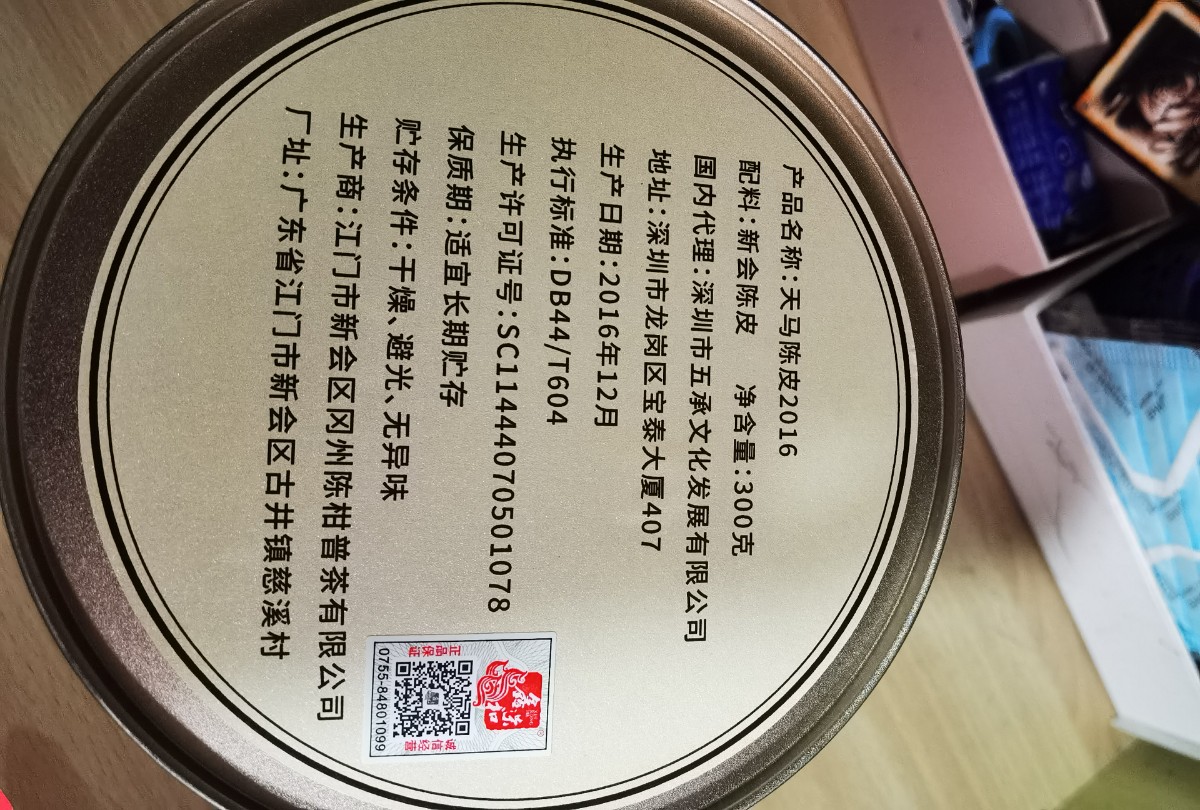 产品名称:天马陈皮2016
配料:新会陈皮 净含量:300克
国内代理:深圳市五承文化发展有限公司
地址:深圳市龙岗区宝泰大厦407
生产日期:2016年12月
执行标准:DB44/T604
生产许可证号:SC11444070501078
保质期:适宜长期贮存
贮存条件:干燥、避光、无异味
生产商:江门市新会区冈州陈柑普茶有限公司
厂址:广东省江门市新会区古井镇慈溪村
正品保证
诚信经营
0755-84801099